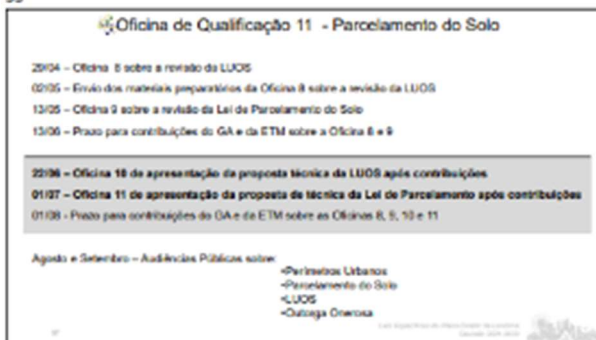 Oficina de Qualificação 11 - Parcelamento do Solo
29/04 – Oficina 8 sobre a revisão da LUOS
02/05 – Envio dos materiais preparatórios da Oficina 8 sobre a revisão da LUOS
13/05 – Oficina 9 sobre a revisão da Lei de Parcelamento do Solo
13/06 – Prazo para contribuições do GA e da ETM sobre a Oficina 8 e 9
22/06 – Oficina 10 de apresentação da proposta técnica da LUOS após contribuições
01/07 – Oficina 11 de apresentação da proposta de técnica da Lei de Parcelamento após contribuições
01/08 - Prazo para contribuições do GA e da ETM sobre as Oficinas 8, 9, 10 e 11
Agosto e Setembro – Audiências Públicas sobre:
•Perímetros Urbanos
•Parcelamento do Solo
•LUOS
•Outorga Onerosa